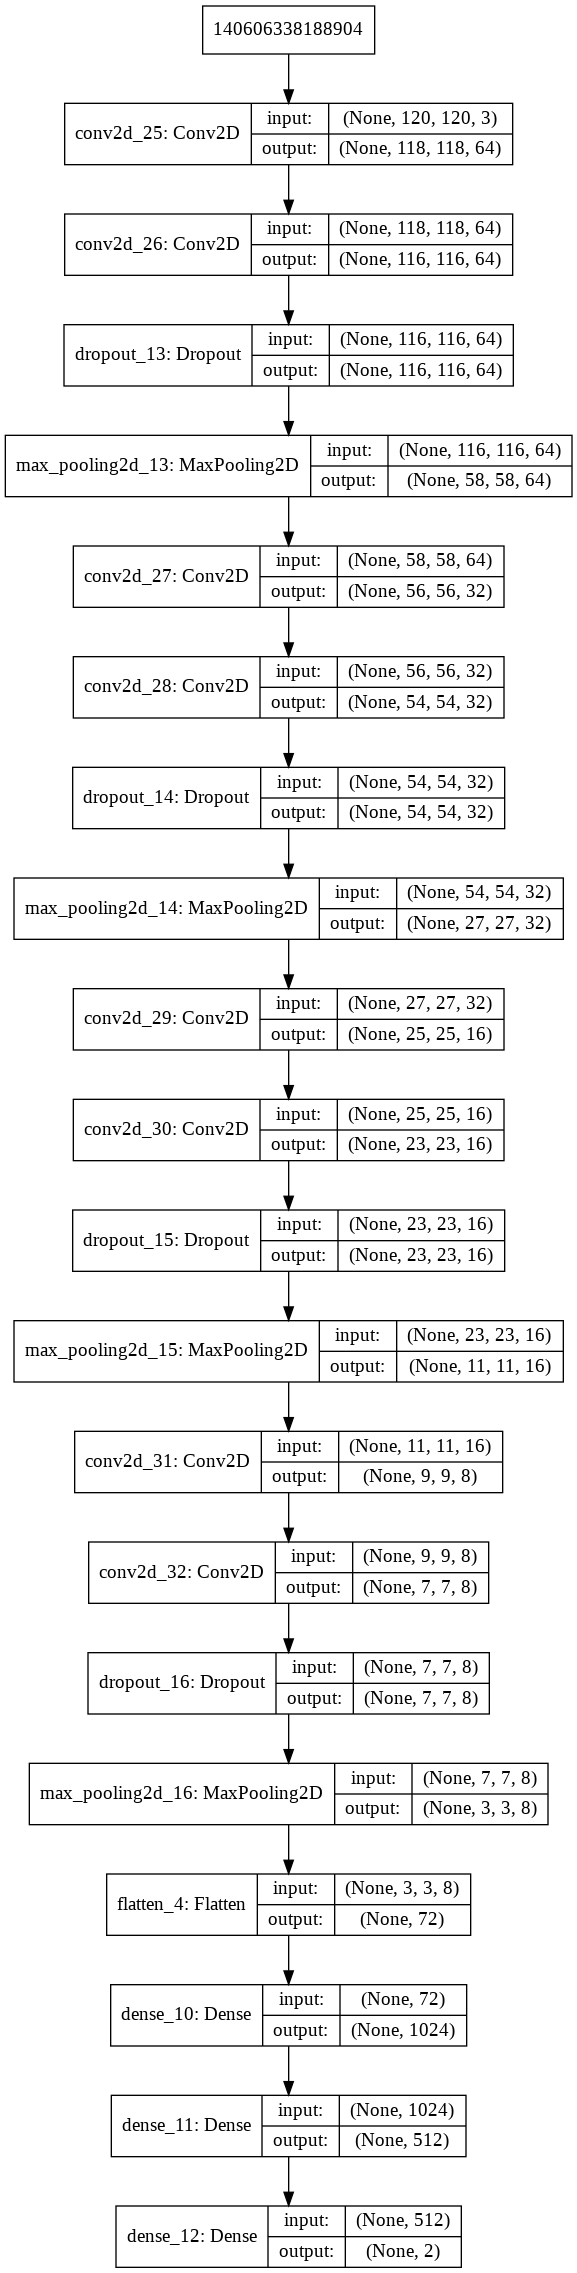 140606338188904
conv2d_25: Conv2D
input: (None, 120, 120, 3)
output: (None, 118, 118, 64)
conv2d_26: Conv2D
input: (None, 118, 118, 64)
output: (None, 116, 116, 64)
dropout_13: Dropout
input: (None, 116, 116, 64)
output: (None, 116, 116, 64)
max_pooling2d_13: MaxPooling2D
input: (None, 116, 116, 64)
output: (None, 58, 58, 64)
conv2d_27: Conv2D
input: (None, 58, 58, 64)
output: (None, 56, 56, 32)
conv2d_28: Conv2D
input: (None, 56, 56, 32)
output: (None, 54, 54, 32)
dropout_14: Dropout
input: (None, 54, 54, 32)
output: (None, 54, 54, 32)
max_pooling2d_14: MaxPooling2D
input: (None, 54, 54, 32)
output: (None, 27, 27, 32)
conv2d_29: Conv2D
input: (None, 27, 27, 32)
output: (None, 25, 25, 16)
conv2d_30: Conv2D
input: (None, 25, 25, 16)
output: (None, 23, 23, 16)
dropout_15: Dropout
input: (None, 23, 23, 16)
output: (None, 23, 23, 16)
max_pooling2d_15: MaxPooling2D
input: (None, 23, 23, 16)
output: (None, 11, 11, 16)
conv2d_31: Conv2D
input: (None, 11, 11, 16)
output: (None, 9, 9, 8)
conv2d_32: Conv2D
input: (None, 9, 9, 8)
output: (None, 7, 7, 8)
dropout_16: Dropout
input: (None, 7, 7, 8)
output: (None, 7, 7, 8)
max_pooling2d_16: MaxPooling2D
input: (None, 7, 7, 8)
output: (None, 3, 3, 8)
flatten_4: Flatten
input: (None, 3, 3, 8)
output: (None, 72)
dense_10: Dense
input: (None, 72)
output: (None, 1024)
dense_11: Dense
input: (None, 1024)
output: (None, 512)
dense_12: Dense
input: (None, 512)
output: (None, 2)